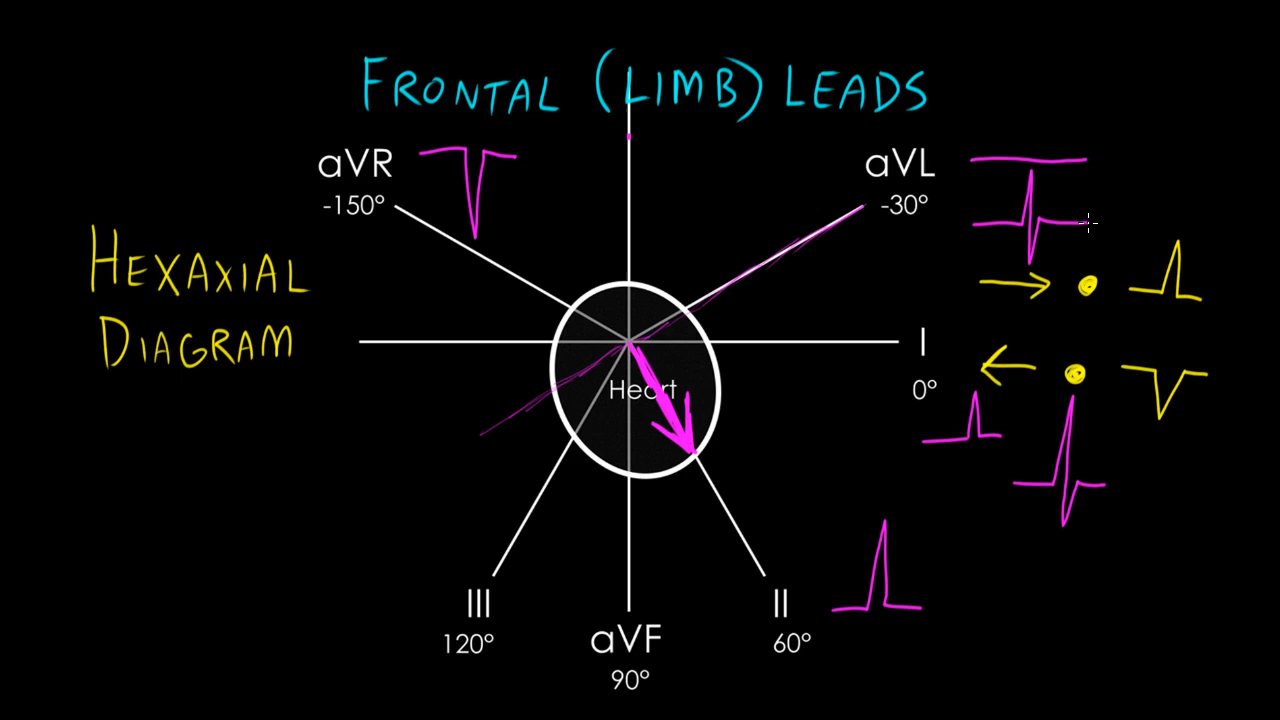 FRONTAL (LIMB) LEADS
aVR
-150°
aVL
-30°
HEXAXIAL
DIAGRAM
I
0°
Heart
III
120°
aVF
90°
II
60°